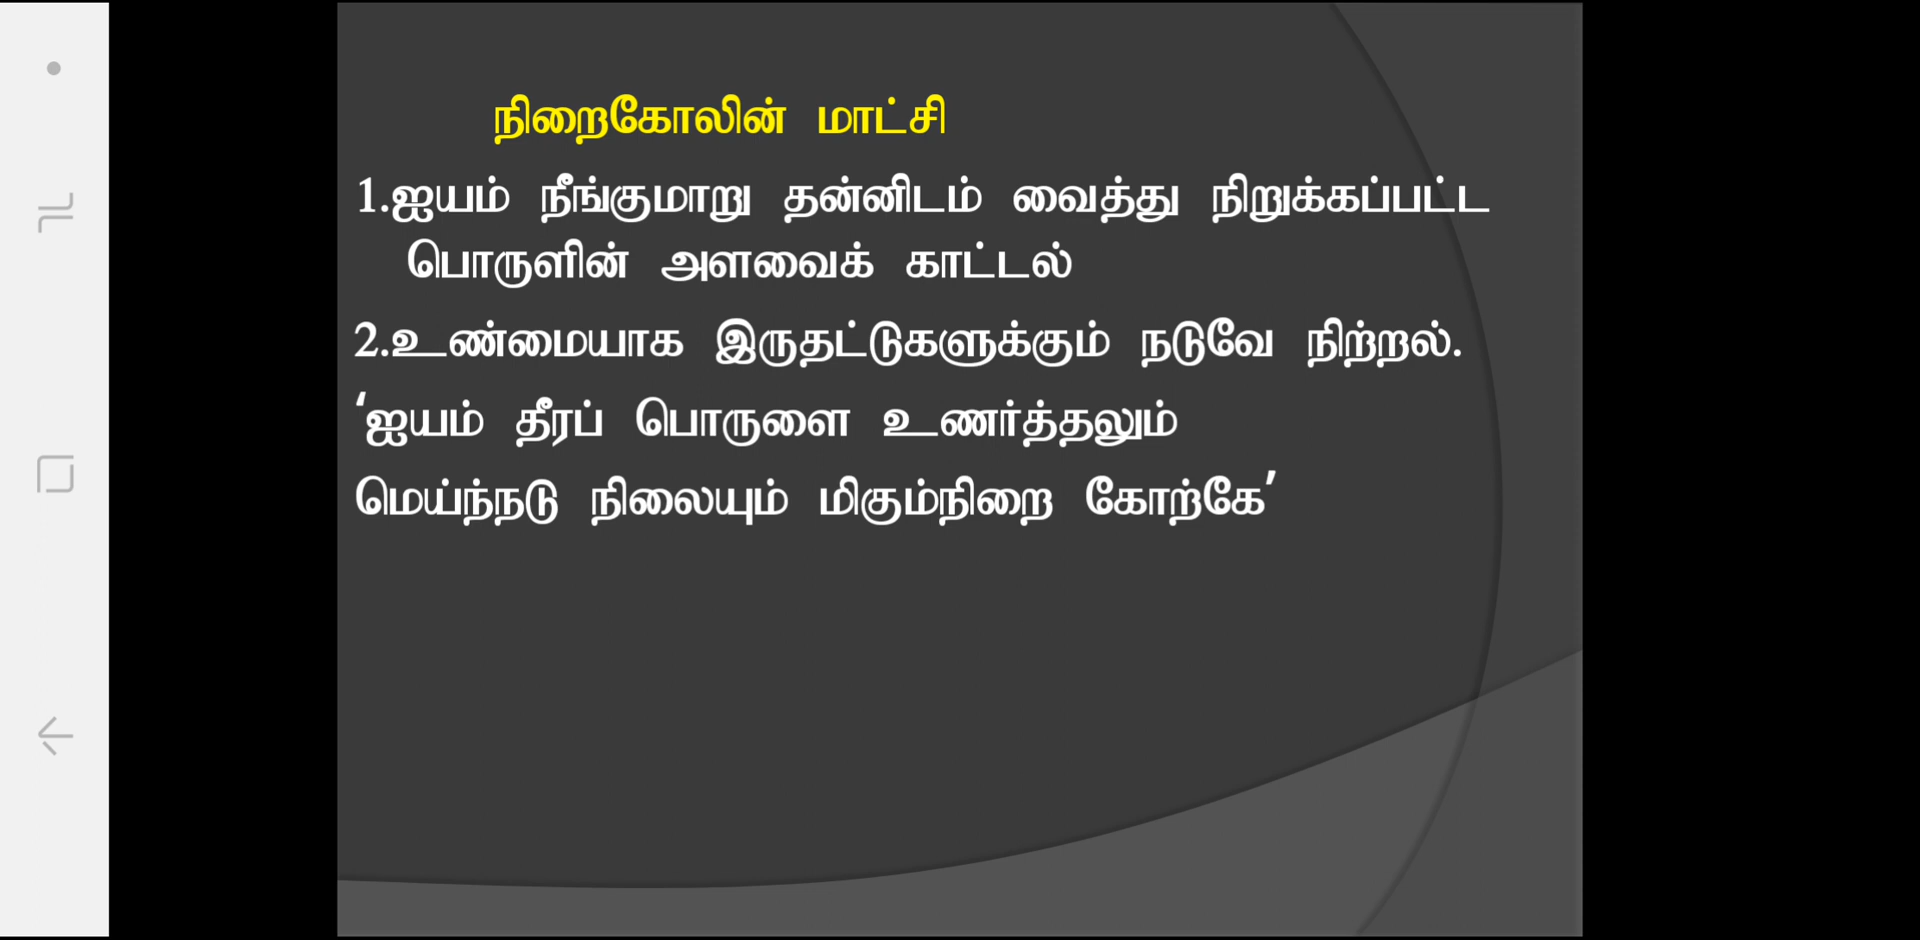 நிறைகோலின் மாட்சி
1.ஐயம் நீங்குமாறு தன்னிடம் வைத்து நிறுக்கப்பட்ட
பொருளின் அளவைக் காட்டல்
2.உண்மையாக இருதட்டுகளுக்கும் நடுவே நிற்றல்.
‘ஐயம் தீரப் பொருளை உணர்த்தலும்
மெய்ந்நடு நிலையும் மிகும்நிறை கோற்கே’